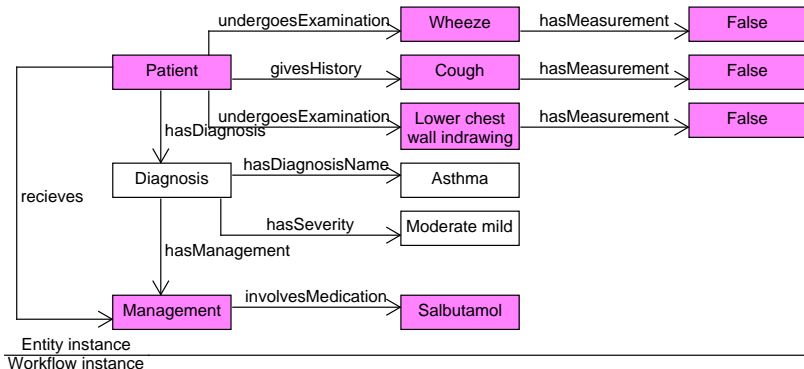 undergoesExamination
Wheeze
hasMeasurement
False
Patient
givesHistory
Cough
hasMeasurement
False
undergoesExamination
Lower chest
wall indrawing
hasMeasurement
False
hasDiagnosis
Diagnosis
hasDiagnosisName
Asthma
recieves
hasSeverity
Moderate mild
hasManagement
Management
involvesMedication
Salbutamol
Entity instance
Workflow instance